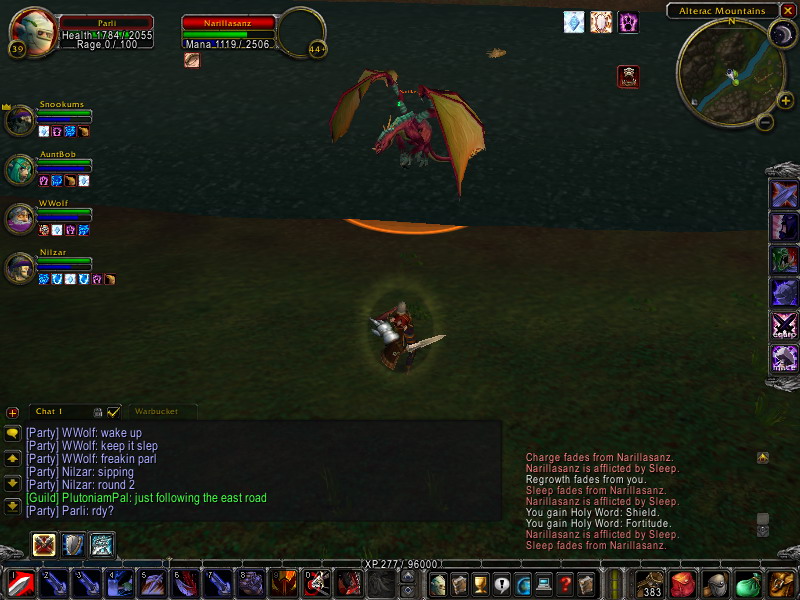 Parli
Health 1784 / 2055
Rage 0 / 100
39
Narillasanz
Mana 1119 / 2506
44+
Alterac Mountains
N
Snookums
AuntBob
WWolf
Nilzar
Chat 1
Warbucket
[Party] WWolf: wake up
[Party] WWolf: keep it slep
[Party] WWolf: freakin parl
[Party] Nilzar: sipping
[Party] Nilzar: round 2
[Guild] PlutoniamPal: just following the east road
[Party] Parli: rdy?
Charge fades from Narillasanz.
Narillasanz is afflicted by Sleep.
Regrowth fades from you.
Sleep fades from Narillasanz.
Narillasanz is afflicted by Sleep.
You gain Holy Word: Shield.
You gain Holy Word: Fortitude.
Narillasanz is afflicted by Sleep.
Sleep fades from Narillasanz.
XP 277 / 96000
383